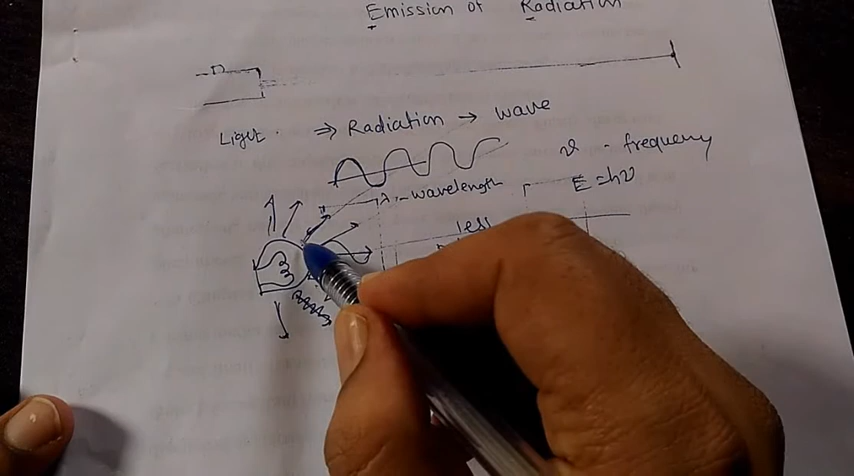 Emission of Radiation
Light ⇒ Radiation → wave
ν - frequency
λ :- wavelength
E = hν
less